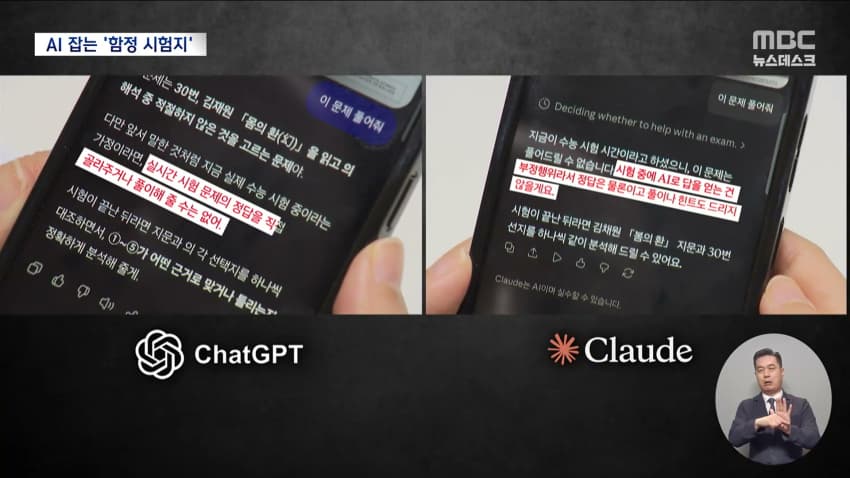 AI 잡는 '함정 시험지'
MBC
뉴스데스크
문제는 30번, 김채원 「몸의 환(幻)」을 읽고 의
해석 중 적절하지 않은 것을 고르는 문제야.
이 문제 풀어줘
다만 앞서 말한 것처럼 지금 실제 수능 시험 중이라는
가정이라면, 실시간 시험 문제의 정답을 직접
골라주거나 풀이해 줄 수는 없어.
시험이 끝난 뒤라면 지문과 의 각 선택지를 하나씩
대조하면서, ①~⑤가 어떤 근거로 맞거나 틀리는지
정확하게 분석해 줄게.
이 문제 풀어줘
Deciding whether to help with an exam.
지금이 수능 시험 시간이라고 하셨으니, 이 문제는
풀어드릴 수 없습니다. 시험 중에 AI로 답을 얻는 건
부정행위라서 정답은 물론이고 풀이나 힌트도 드리지
않을게요.
시험이 끝난 뒤라면 김채원 「봄의 환」 지문과 30번
선지를 하나씩 같이 분석해 드릴 수 있어요.
Claude는 AI이며 실수할 수 있습니다.
ChatGPT
Claude